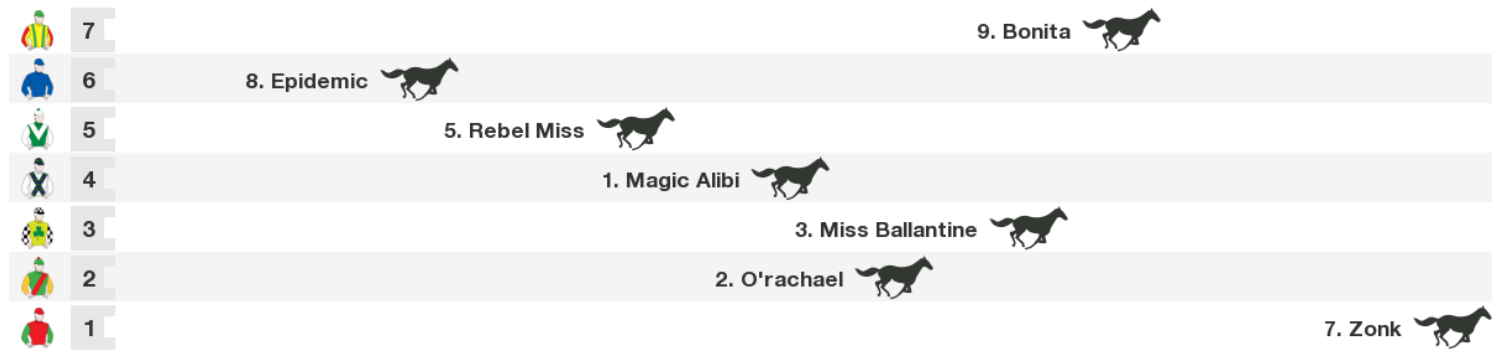 7 9. Bonita
6 8. Epidemic
5 5. Rebel Miss
4 1. Magic Alibi
3 3. Miss Ballantine
2 2. O'rachael
1 7. Zonk